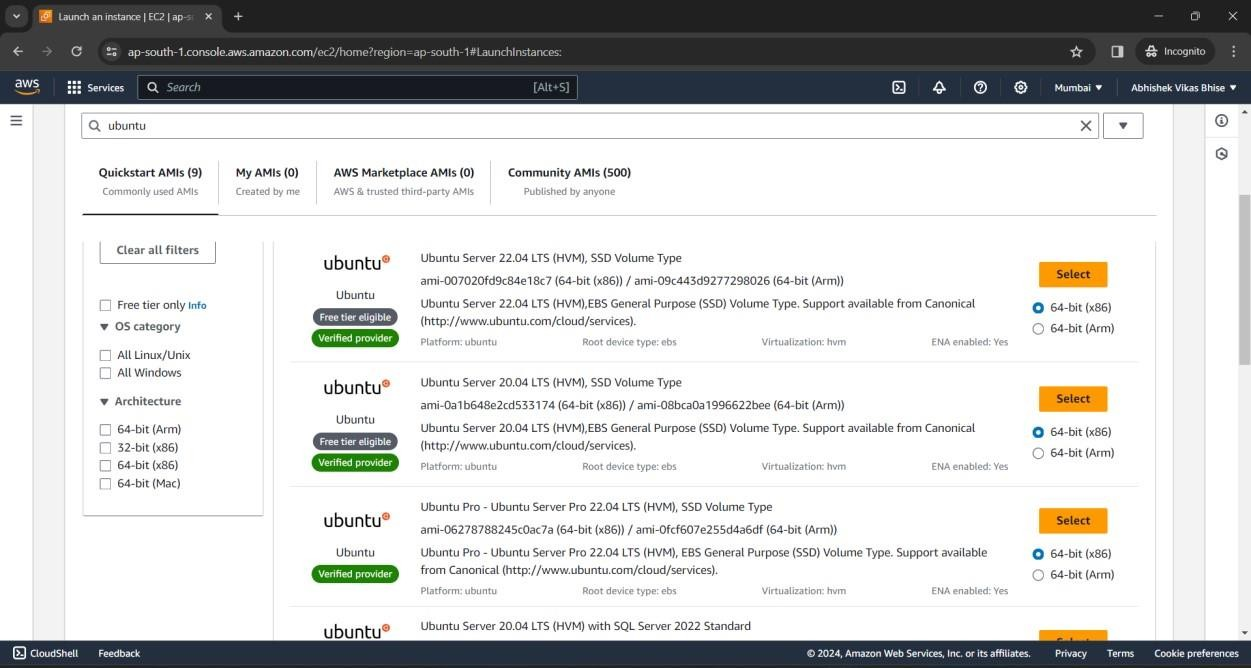 Launch an instance | EC2 | ap-s
ap-south-1.console.aws.amazon.com/ec2/home?region=ap-south-1#LaunchInstances:
Incognito
aws
Services
Search
[Alt+S]
Mumbai
Abhishek Vikas Bhise
ubuntu
Quickstart AMIs (9)
Commonly used AMIs
My AMIs (0)
Created by me
AWS Marketplace AMIs (0)
AWS & trusted third-party AMIs
Community AMIs (500)
Published by anyone
Clear all filters
Free tier only Info
OS category
All Linux/Unix
All Windows
Architecture
64-bit (Arm)
32-bit (x86)
64-bit (x86)
64-bit (Mac)
ubuntu
Ubuntu
Free tier eligible
Verified provider
Ubuntu Server 22.04 LTS (HVM), SSD Volume Type
ami-007020fd9c84e18c7 (64-bit (x86)) / ami-09c443d9277298026 (64-bit (Arm))
Ubuntu Server 22.04 LTS (HVM),EBS General Purpose (SSD) Volume Type. Support available from Canonical
(http://www.ubuntu.com/cloud/services).
Platform: ubuntu
Root device type: ebs
Virtualization: hvm
ENA enabled: Yes
Select
64-bit (x86)
64-bit (Arm)
ubuntu
Ubuntu
Free tier eligible
Verified provider
Ubuntu Server 20.04 LTS (HVM), SSD Volume Type
ami-0a1b648e2cd533174 (64-bit (x86)) / ami-08bca0a1996622bee (64-bit (Arm))
Ubuntu Server 20.04 LTS (HVM),EBS General Purpose (SSD) Volume Type. Support available from Canonical
(http://www.ubuntu.com/cloud/services).
Platform: ubuntu
Root device type: ebs
Virtualization: hvm
ENA enabled: Yes
Select
64-bit (x86)
64-bit (Arm)
ubuntu
Ubuntu
Verified provider
Ubuntu Pro - Ubuntu Server Pro 22.04 LTS (HVM), SSD Volume Type
ami-06278788245c0ac7a (64-bit (x86)) / ami-0fcf607e255d4a6df (64-bit (Arm))
Ubuntu Pro - Ubuntu Server Pro 22.04 LTS (HVM), EBS General Purpose (SSD) Volume Type. Support available
from Canonical (http://www.ubuntu.com/cloud/services).
Platform: ubuntu
Root device type: ebs
Virtualization: hvm
ENA enabled: Yes
Select
64-bit (x86)
64-bit (Arm)
ubuntu
Ubuntu Server 20.04 LTS (HVM) with SQL Server 2022 Standard
CloudShell
Feedback
© 2024, Amazon Web Services, Inc. or its affiliates.
Privacy
Terms
Cookie preferences